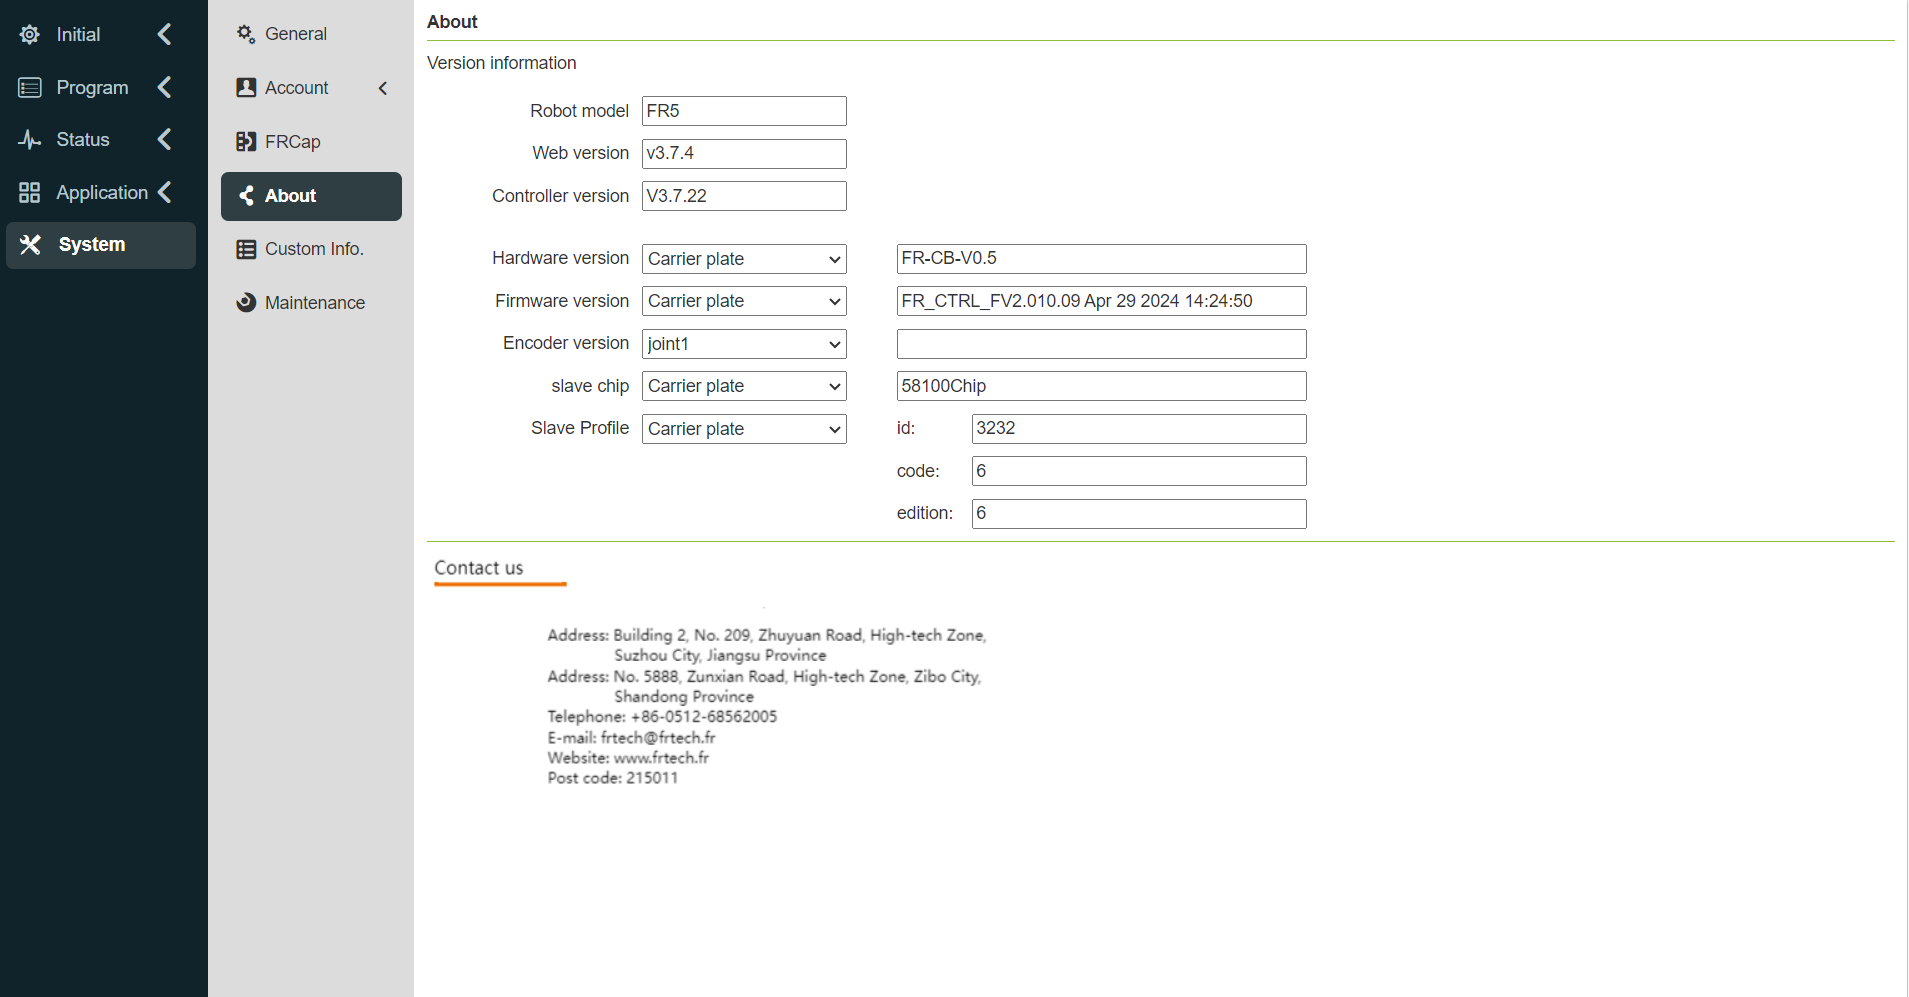 Initial
Program
Status
Application
System
General
Account
FRCap
About
Custom Info.
Maintenance
About
Version information
Robot model FR5
Web version v3.7.4
Controller version V3.7.22
Hardware version Carrier plate FR-CB-V0.5
Firmware version Carrier plate FR_CTRL_FV2.010.09 Apr 29 2024 14:24:50
Encoder version joint1
slave chip Carrier plate 58100Chip
Slave Profile Carrier plate id: 3232
code: 6
edition: 6
Contact us
Address: Building 2, No. 209, Zhuyuan Road, High-tech Zone,
Suzhou City, Jiangsu Province
Address: No. 5888, Zunxian Road, High-tech Zone, Zibo City,
Shandong Province
Telephone: +86-0512-68562005
E-mail: frtech@frtech.fr
Website: www.frtech.fr
Post code: 215011